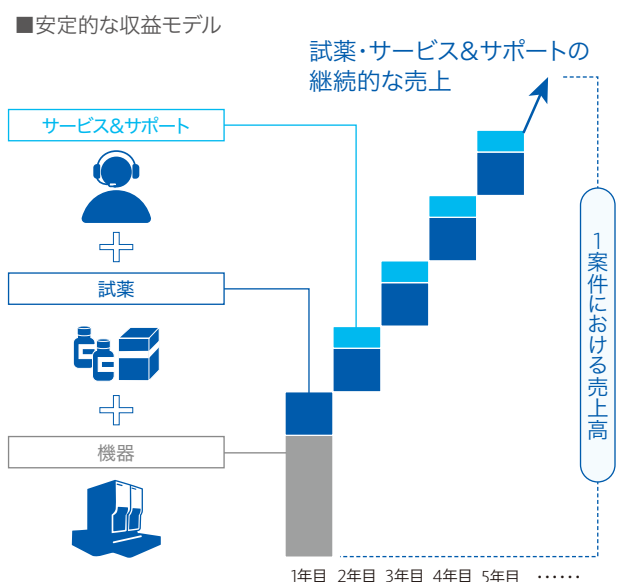 ■安定的な収益モデル
試薬・サービス&サポートの
継続的な売上
サービス&サポート
試薬
機器
1案件における売上高
1年目 2年目 3年目 4年目 5年目 ……